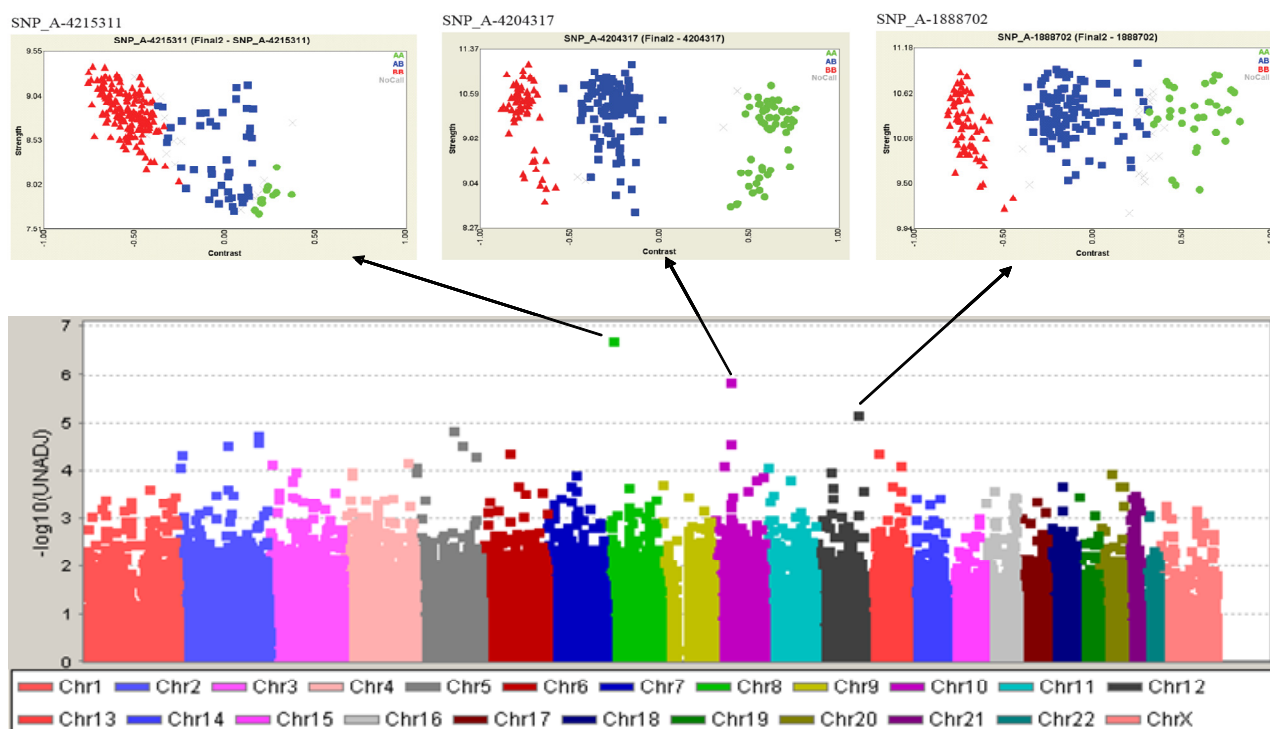 SNP_A-4215311
SNP_A-4215311 (Final2 - SNP_A-4215311)
AA
AB
BB
NoCall
9.55
9.04
8.53
8.02
7.51
Strength
-1.00
-0.50
0.00
0.50
1.00
Contrast
SNP_A-4204317
SNP_A-4204317 (Final2 - 4204317)
AA
AB
BB
NoCall
11.37
10.59
9.82
9.04
8.27
Strength
-1.00
-0.50
0.00
0.50
1.00
Contrast
SNP_A-1888702
SNP_A-1888702 (Final2 - 1888702)
AA
AB
BB
NoCall
11.18
10.62
10.06
9.50
8.94
Strength
-1.00
-0.50
0.00
0.50
1.00
Contrast
-log10(UNADJ)
7
6
5
4
3
2
1
0
Chr1 Chr2 Chr3 Chr4 Chr5 Chr6 Chr7 Chr8 Chr9 Chr10 Chr11 Chr12
Chr13 Chr14 Chr15 Chr16 Chr17 Chr18 Chr19 Chr20 Chr21 Chr22 ChrX